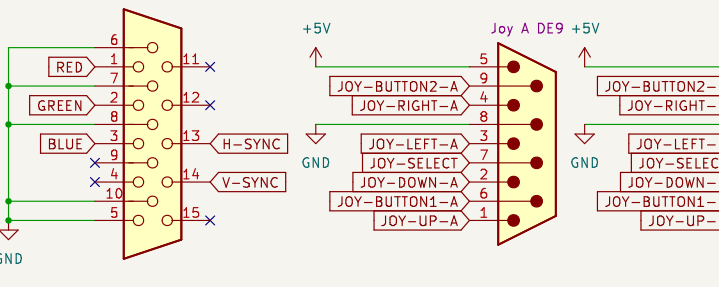 +5V
Joy A DE9
+5V
6
RED
1
11
7
GREEN
2
12
8
BLUE
3
13
H-SYNC
9
4
14
V-SYNC
10
5
15
GND
5
JOY-BUTTON2-A
9
JOY-RIGHT-A
4
8
GND
JOY-LEFT-A
3
JOY-SELECT
7
JOY-DOWN-A
2
JOY-BUTTON1-A
6
JOY-UP-A
1
JOY-BUTTON2-
JOY-RIGHT-
GND
JOY-LEFT-
JOY-SELEC
JOY-DOWN-
JOY-BUTTON1-
JOY-UP-